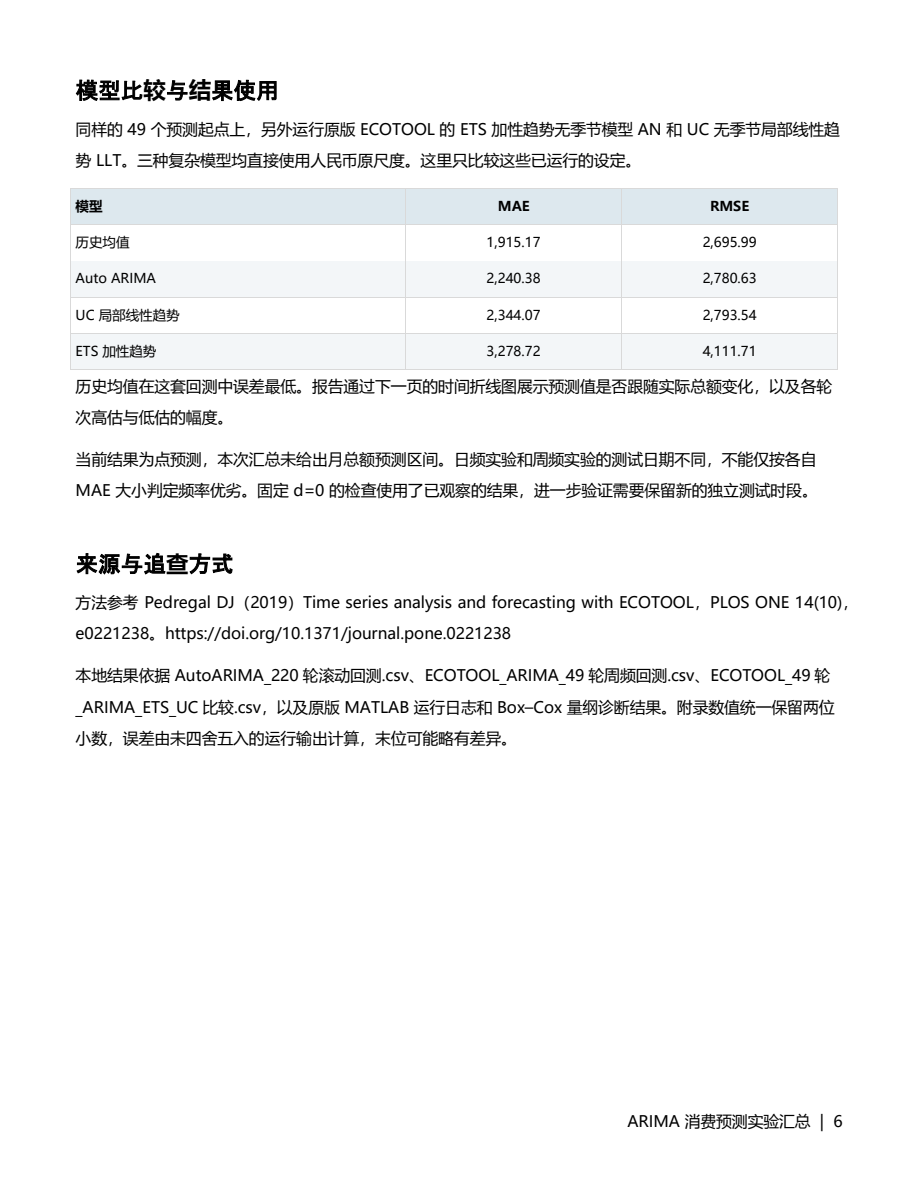 模型比较与结果使用
同样的 49 个预测起点上，另外运行原版 ECOTOOL 的 ETS 加性趋势无季节模型 AN 和 UC 无季节局部线性趋
势 LLT。三种复杂模型均直接使用人民币原尺度。这里只比较这些已运行的设定。
模型 MAE RMSE
历史均值 1,915.17 2,695.99
Auto ARIMA 2,240.38 2,780.63
UC 局部线性趋势 2,344.07 2,793.54
ETS 加性趋势 3,278.72 4,111.71
历史均值在这套回测中误差最低。报告通过下一页的时间折线图展示预测值是否跟随实际总额变化，以及各轮
次高估与低估的幅度。
当前结果为点预测，本次汇总未给出月总额预测区间。日频实验和周频实验的测试日期不同，不能仅按各自
MAE 大小判定频率优劣。固定 d=0 的检查使用了已观察的结果，进一步验证需要保留新的独立测试时段。
来源与追查方式
方法参考 Pedregal DJ（2019）Time series analysis and forecasting with ECOTOOL，PLOS ONE 14(10)，
e0221238。https://doi.org/10.1371/journal.pone.0221238
本地结果依据 AutoARIMA_220 轮滚动回测.csv、ECOTOOL_ARIMA_49 轮周频回测.csv、ECOTOOL_49 轮
_ARIMA_ETS_UC 比较.csv，以及原版 MATLAB 运行日志和 Box–Cox 量纲诊断结果。附录数值统一保留两位
小数，误差由未四舍五入的运行输出计算，末位可能略有差异。
ARIMA 消费预测实验汇总 | 6